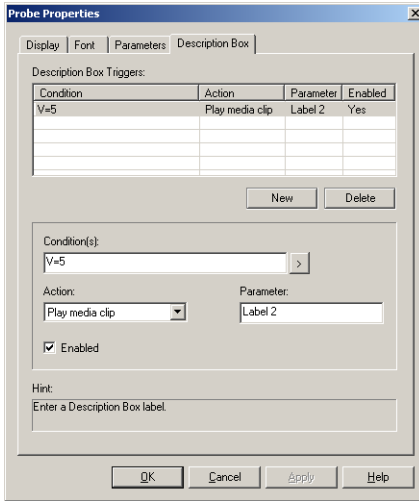 Probe Properties
Display Font Parameters Description Box
Description Box Triggers:
Condition Action Parameter Enabled
V=5 Play media clip Label 2 Yes
New Delete
Condition(s):
V=5 >
Action: Parameter:
Play media clip Label 2
Enabled
Hint:
Enter a Description Box label.
OK Cancel Apply Help